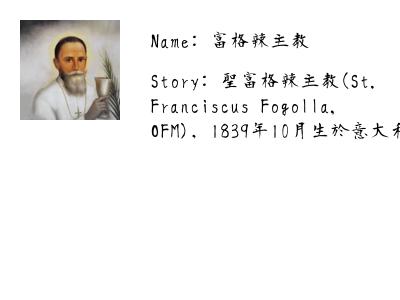 Name: 富格辣主教
Story: 聖富格辣主教(St.
Franciscus Fogolla,
OFM), 1839年10月生於意大